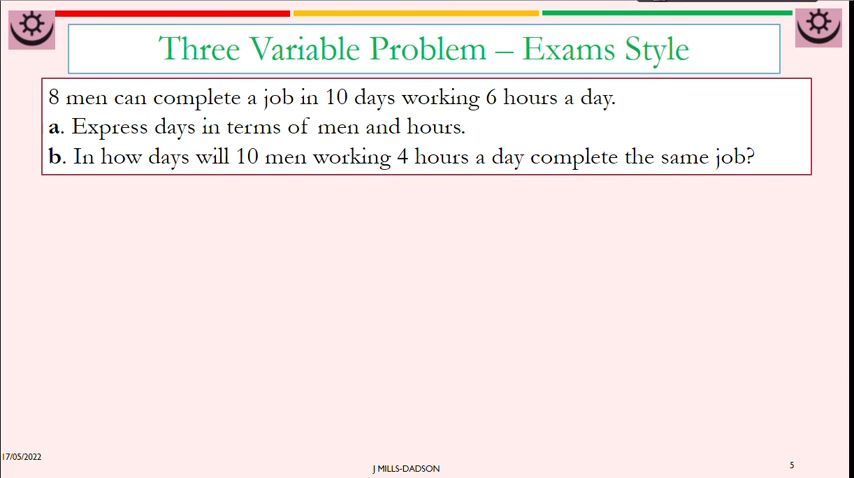 Three Variable Problem – Exams Style
8 men can complete a job in 10 days working 6 hours a day.
a. Express days in terms of men and hours.
b. In how days will 10 men working 4 hours a day complete the same job?
17/05/2022
J MILLS-DADSON
5